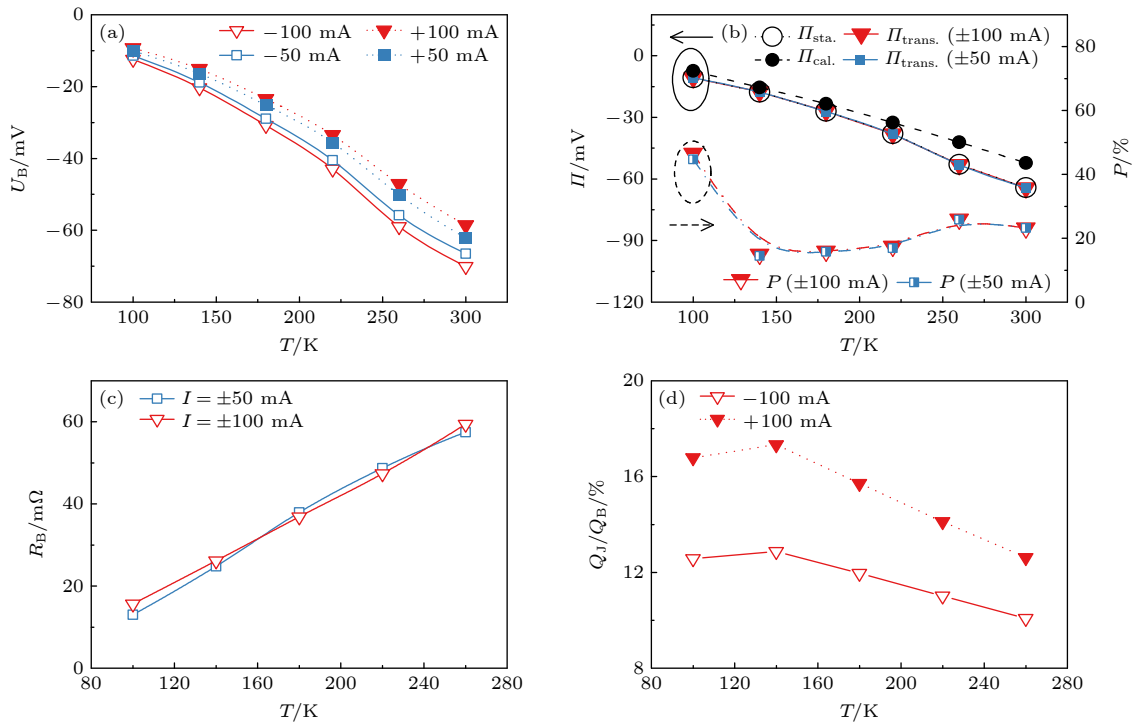 (a)
−100 mA
+100 mA
−50 mA
+50 mA
0
−20
−40
−60
−80
U_B/mV
100 150 200 250 300
T/K
(b)
Π_sta.
Π_trans. (±100 mA)
Π_cal.
Π_trans. (±50 mA)
0
−30
−60
−90
−120
Π/mV
80
60
40
20
0
P/%
P (±100 mA)
P (±50 mA)
100 150 200 250 300
T/K
(c)
I = ±50 mA
I = ±100 mA
60
40
20
0
R_B/mΩ
80 120 160 200 240 280
T/K
(d)
−100 mA
+100 mA
20
16
12
8
Q_J/Q_B/%
80 120 160 200 240 280
T/K